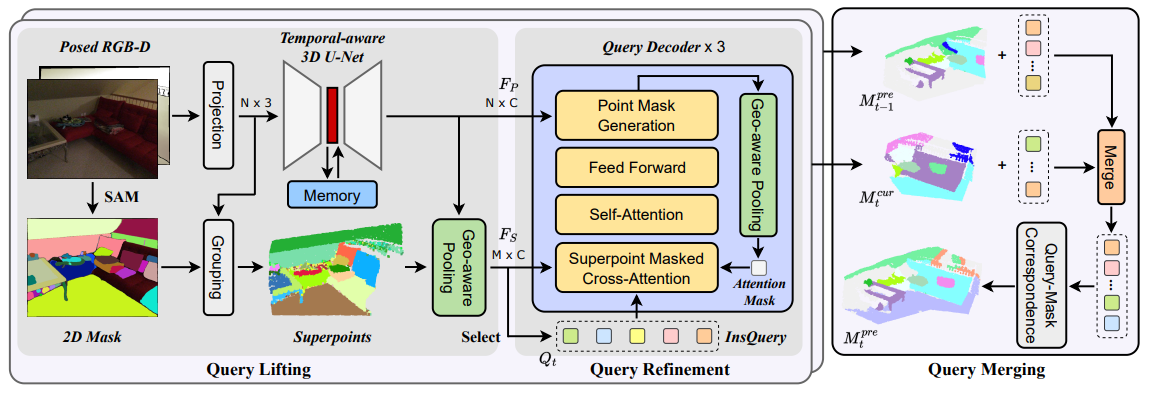 Posed RGB-D
Temporal-aware
3D U-Net
Projection
N x 3
SAM
Memory
Grouping
Geo-aware
Pooling
2D Mask
Superpoints
Select
Query Lifting
Query Decoder x 3
F_P
N x C
Point Mask
Generation
Feed Forward
Self-Attention
Superpoint Masked
Cross-Attention
Geo-aware Pooling
Attention
Mask
F_S
M x C
Q_t
InsQuery
Query Refinement
M_{t-1}^{pre}
+
...
M_t^{cur}
+
...
Merge
...
Query-Mask
Correspondence
M_t^{pre}
Query Merging